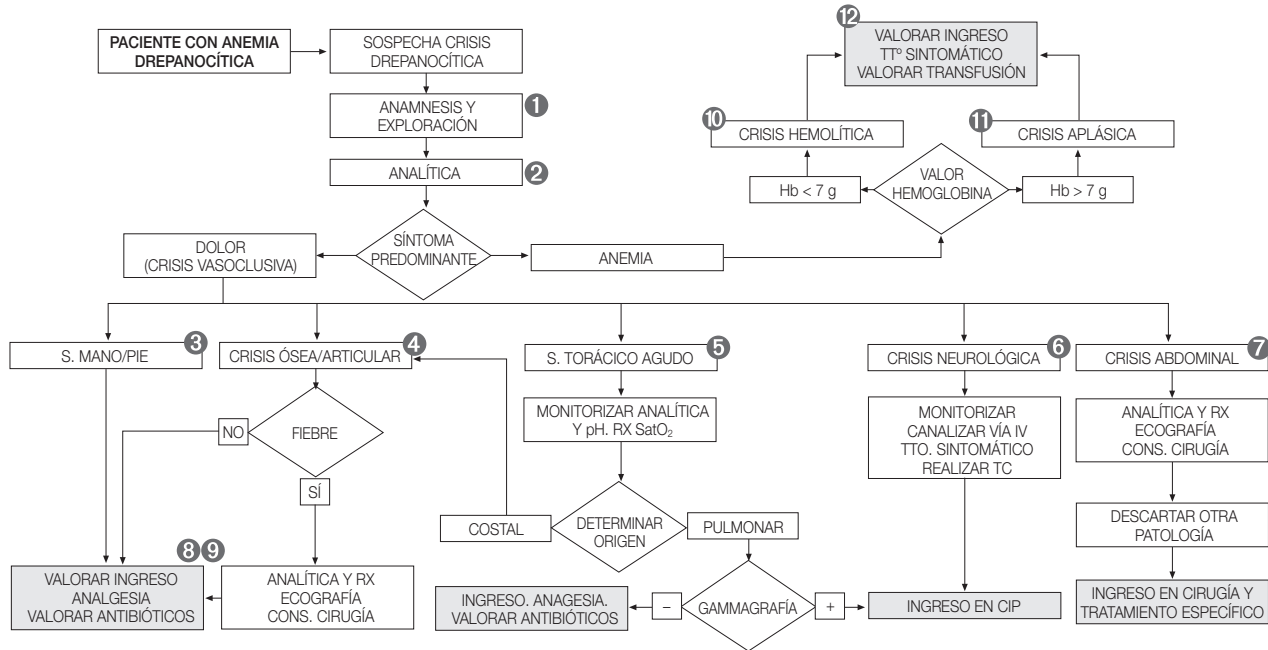 PACIENTE CON ANEMIA
DREPANOCÍTICA
SOSPECHA CRISIS
DREPANOCÍTICA
1
ANAMNESIS Y
EXPLORACIÓN
2
ANALÍTICA
SÍNTOMA
PREDOMINANTE
DOLOR
(CRISIS VASOCLUSIVA)
ANEMIA
12
VALORAR INGRESO
TTº SINTOMÁTICO
VALORAR TRANSFUSIÓN
10
CRISIS HEMOLÍTICA
11
CRISIS APLÁSICA
Hb < 7 g
VALOR
HEMOGLOBINA
Hb > 7 g
3
S. MANO/PIE
4
CRISIS ÓSEA/ARTICULAR
5
S. TORÁCICO AGUDO
6
CRISIS NEUROLÓGICA
7
CRISIS ABDOMINAL
NO
FIEBRE
SÍ
MONITORIZAR ANALÍTICA
Y pH. RX SatO₂
MONITORIZAR
CANALIZAR VÍA IV
TTO. SINTOMÁTICO
REALIZAR TC
ANALÍTICA Y RX
ECOGRAFÍA
CONS. CIRUGÍA
COSTAL
DETERMINAR
ORIGEN
PULMONAR
DESCARTAR OTRA
PATOLOGÍA
8 9
VALORAR INGRESO
ANALGESIA
VALORAR ANTIBIÓTICOS
ANALÍTICA Y RX
ECOGRAFÍA
CONS. CIRUGÍA
INGRESO. ANAGESIA.
VALORAR ANTIBIÓTICOS
–
GAMMAGRAFÍA
+
INGRESO EN CIP
INGRESO EN CIRUGÍA Y
TRATAMIENTO ESPECÍFICO